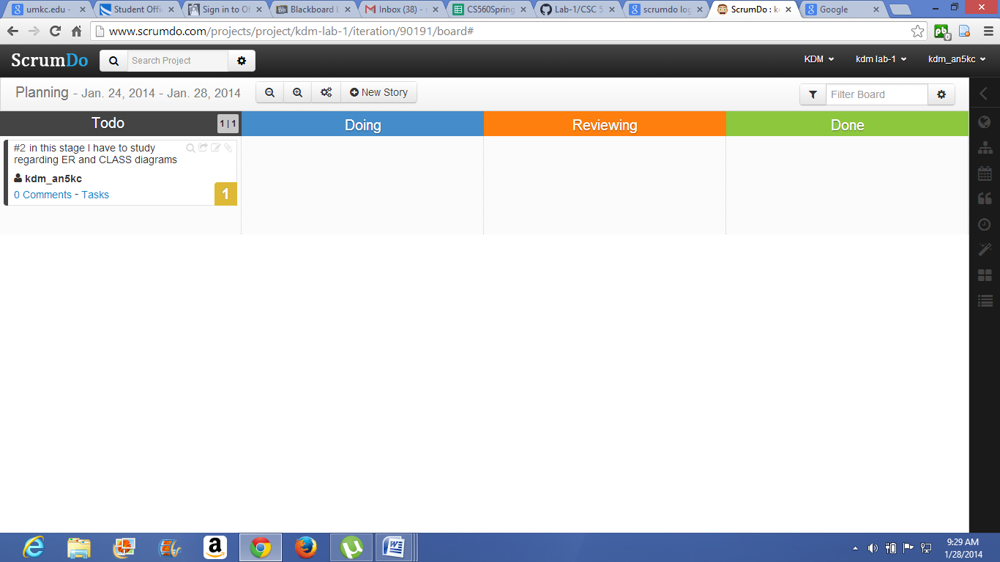 umkc.edu -
Student Offi
Sign in to Of
Blackboard L
Inbox (38) -
CS560Spring
Lab-1/CSC 5
scrumdo log
ScrumDo : k
Google
www.scrumdo.com/projects/project/kdm-lab-1/iteration/90191/board#
ScrumDo
Search Project
KDM
kdm lab-1
kdm_an5kc
Planning - Jan. 24, 2014 - Jan. 28, 2014
New Story
Filter Board
Todo
1 | 1
Doing
Reviewing
Done
#2 in this stage I have to study
regarding ER and CLASS diagrams
kdm_an5kc
0 Comments - Tasks
1
9:29 AM
1/28/2014